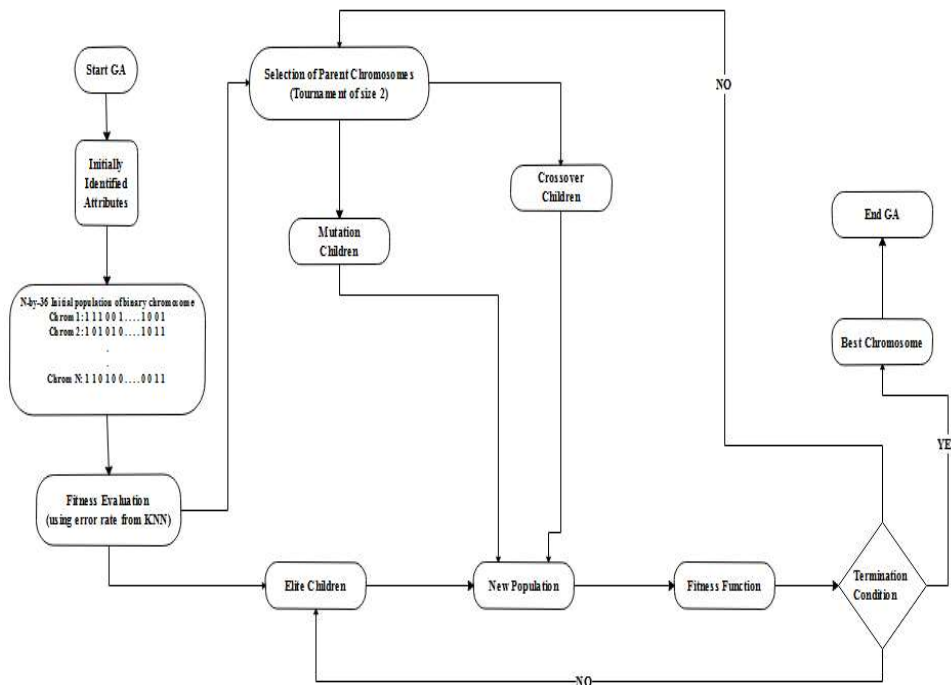 Start GA
Initially
Identified
Attributes
N-by-36 Initial population of binary chromosome
Chrom 1: 1 1 1 0 0 1 . . . . 1 0 0 1
Chrom 2: 1 0 1 0 1 0 . . . . 1 0 1 1
.
.
Chrom N: 1 1 0 1 0 0 . . . . 0 0 1 1
Fitness Evaluation
(using error rate from KNN)
Selection of Parent Chromosomes
(Tournament of size 2)
Mutation
Children
Crossover
Children
Elite Children
New Population
Fitness Function
Termination
Condition
NO
NO
YE
Best Chromosome
End GA